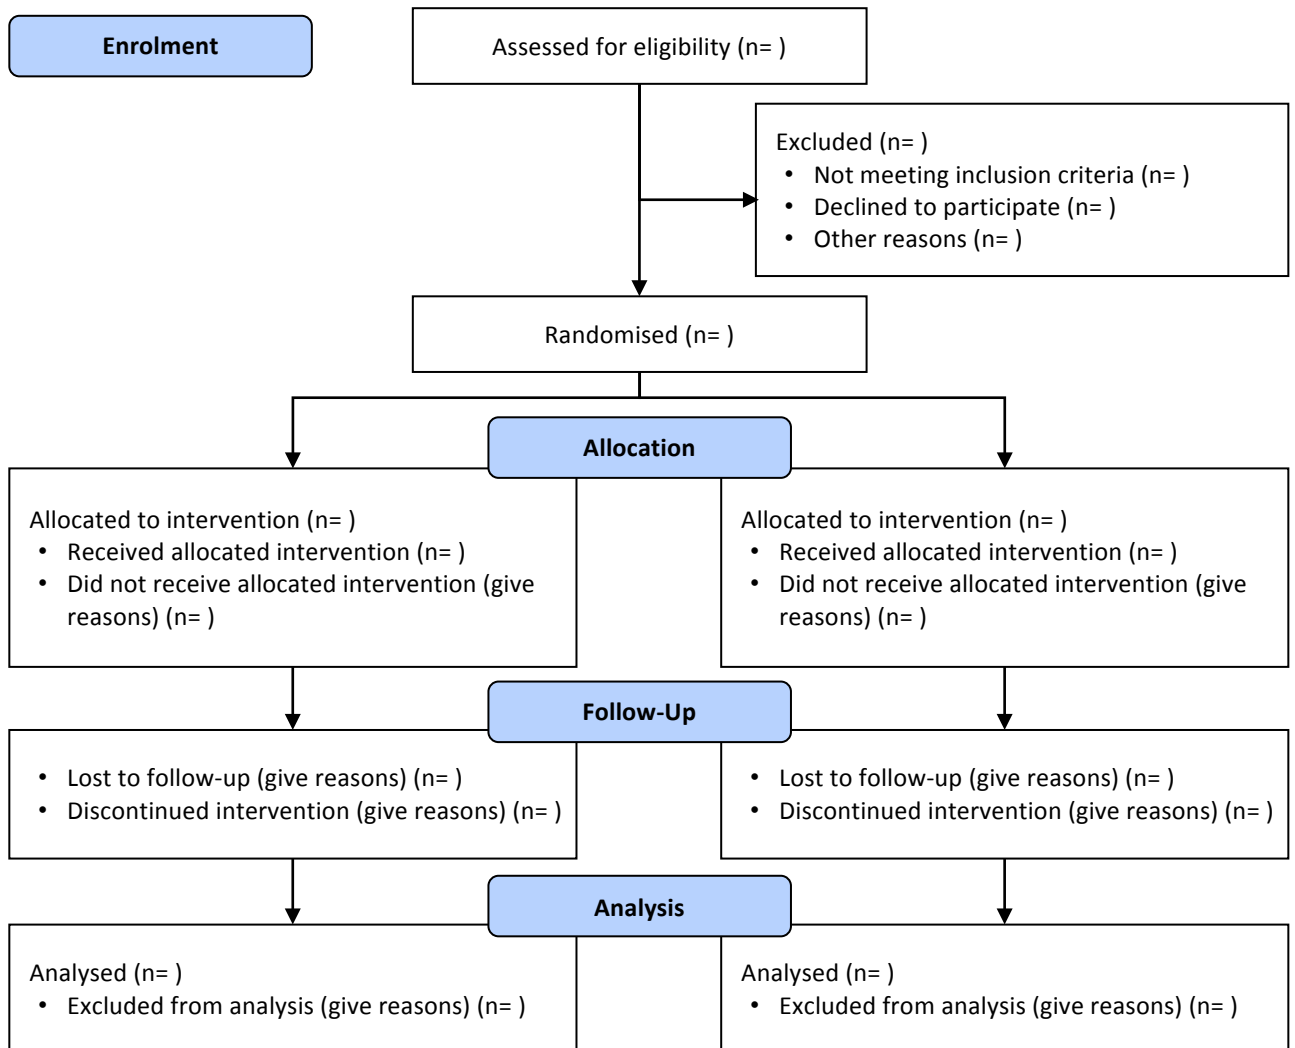 Enrolment
Assessed for eligibility (n= )
Excluded (n= )
• Not meeting inclusion criteria (n= )
• Declined to participate (n= )
• Other reasons (n= )
Randomised (n= )
Allocation
Allocated to intervention (n= )
• Received allocated intervention (n= )
• Did not receive allocated intervention (give
reasons) (n= )
Allocated to intervention (n= )
• Received allocated intervention (n= )
• Did not receive allocated intervention (give
reasons) (n= )
Follow-Up
• Lost to follow-up (give reasons) (n= )
• Discontinued intervention (give reasons) (n= )
• Lost to follow-up (give reasons) (n= )
• Discontinued intervention (give reasons) (n= )
Analysis
Analysed (n= )
• Excluded from analysis (give reasons) (n= )
Analysed (n= )
• Excluded from analysis (give reasons) (n= )